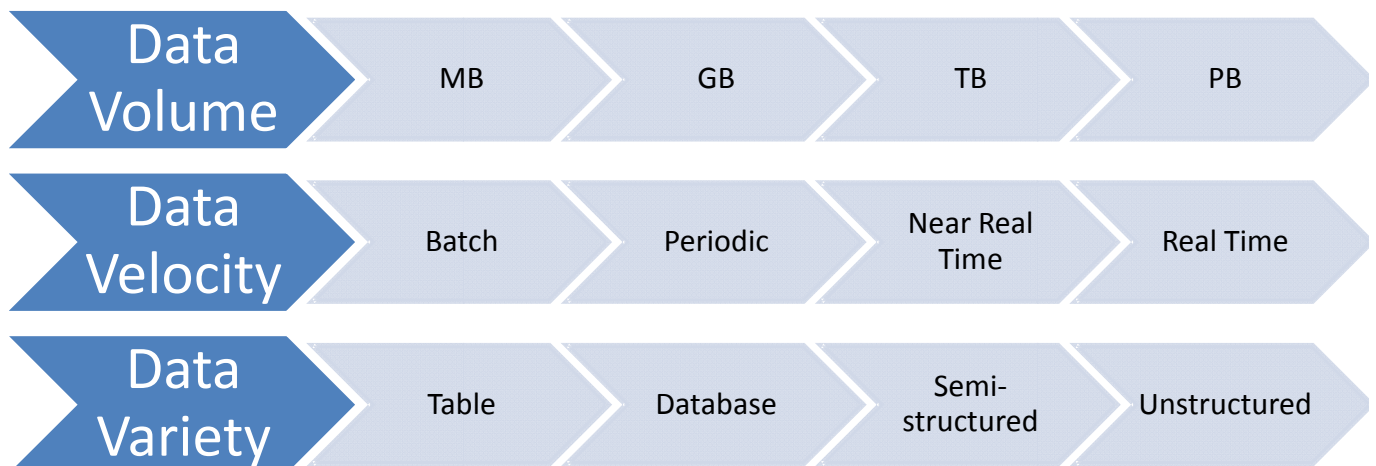 Data
Volume
MB
GB
TB
PB
Data
Velocity
Batch
Periodic
Near Real
Time
Real Time
Data
Variety
Table
Database
Semi-
structured
Unstructured